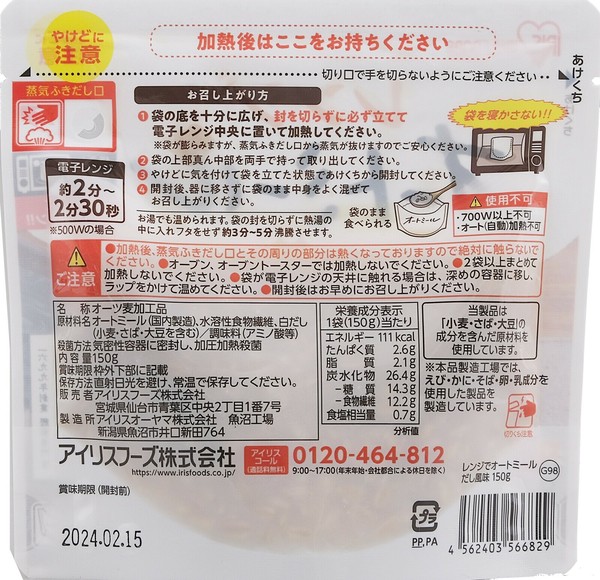 やけどに
注意
加熱後はここをお持ちください
切り口で手を切らないようにご注意ください
あけくち
蒸気ふきだし口
お召し上がり方
1 袋の底を十分に広げ、封を切らずに必ず立てて
電子レンジ中央に置いて加熱してください。
※袋が膨らみますが、蒸気ふきだし口から蒸気が抜けますのでご安心ください。
2 袋の上部真ん中部を両手で持って取り出してください。
3 やけどに気を付けて袋を立てた状態であけくちから開封してください。
4 開封後、器に移さずに袋のまま中身をよく混ぜて
お召し上がりください。
袋を寝かさない!!
電子レンジ
約2分~
2分30秒
※500Wの場合
お湯でも温められます。袋の封を切らずに熱湯の
中に入れフタをせず約3分~5分沸騰させます。
袋のまま
食べられる
オートミール
使用不可
・700W以上不可
・オート(自動)加熱不可
ご注意
●加熱後、蒸気ふきだし口とその周りの部分は熱くなっておりますので絶対に触らないで
ください。●オーブン、オーブントースターでは加熱しないでください。●2袋以上まとめて
加熱しないでください。●袋が電子レンジの天井に触れる場合は、深めの容器に移し、
ラップをかけて温めてください。●開封後はお早めにお召し上がりください。
名称 オーツ麦加工品
原材料名 オートミール(国内製造)、水溶性食物繊維、白だし
(小麦・さば・大豆を含む)/調味料(アミノ酸等)
殺菌方法 気密性容器に密封し、加圧加熱殺菌
内容量 150g
賞味期限 枠外下部に記載
保存方法 直射日光を避け、常温で保存してください。
販売者 アイリスフーズ株式会社
宮城県仙台市青葉区中央2丁目1番7号
製造所 アイリスオーヤマ株式会社 魚沼工場
新潟県魚沼市井口新田764
栄養成分表示
1袋(150g)当たり
エネルギー 111kcal
たんぱく質 2.6g
脂質 2.1g
炭水化物 26.4g
-糖質 14.3g
-食物繊維 12.2g
食塩相当量 0.7g
分析値
当製品は
「小麦・さば・大豆」の
成分を含んだ原材料を
使用しています。
※本品製造工場では、
えび・かに・そば・卵・乳成分を
使用した製品を
製造しています。
切りくち注意
アイリスフーズ株式会社
https://www.irisfoods.co.jp/
アイリス
コール
(通話料無料)
0120-464-812
9:00~17:00(年末年始・会社都合による休日を除く)
賞味期限(開封前)
2024.02.15
レンジでオートミール
だし風味 150g
G98
プラ
PP,PA
4 562403 566829